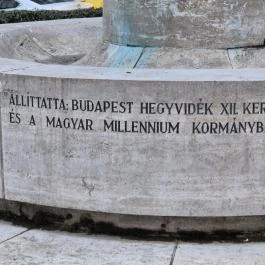 ÁLLÍTTATTA: BUDAPEST HEGYVIDÉK XII. KER
ÉS A MAGYAR MILLENNIUM KORMÁNYB